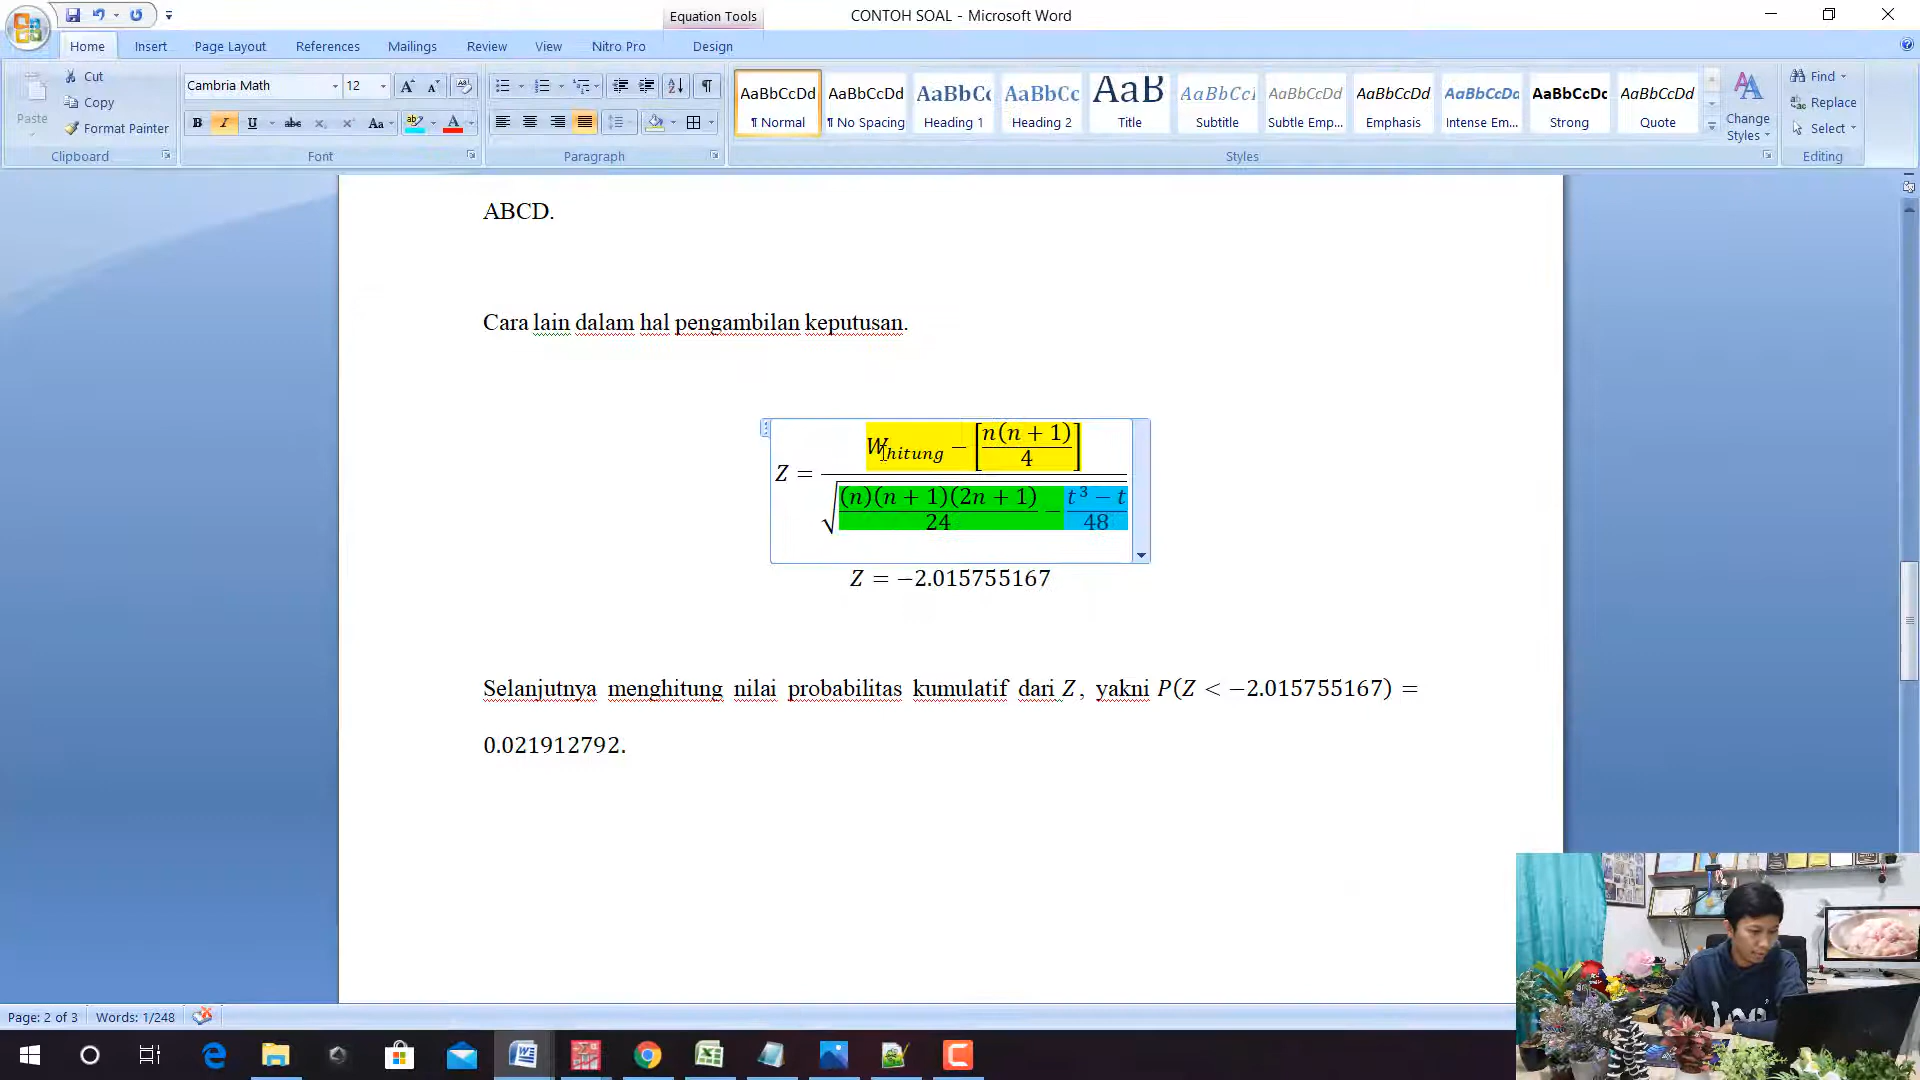 Equation Tools
CONTOH SOAL - Microsoft Word
Home Insert Page Layout References Mailings Review View Nitro Pro Design
Paste
Cut
Copy
Format Painter
Clipboard
Cambria Math 12
B I U abc x x Aa ab A
Font
Paragraph
AaBbCcDd AaBbCcDd AaBbCc AaBbCc AaB AaBbCcI AaBbCcDd AaBbCcDd AaBbCcDd AaBbCcDd AaBbCcDd
¶ Normal ¶ No Spacing Heading 1 Heading 2 Title Subtitle Subtle Emp... Emphasis Intense Em... Strong Quote
Change Styles
Styles
Find
Replace
Select
Editing
ABCD.
Cara lain dalam hal pengambilan keputusan.
Z = (W_hitung − [n(n + 1)/4]) / √((n)(n + 1)(2n + 1)/24 − (t³ − t)/48)
Z = −2.015755167
Selanjutnya menghitung nilai probabilitas kumulatif dari Z, yakni P(Z < −2.015755167) =
0.021912792.
Page: 2 of 3 Words: 1/248